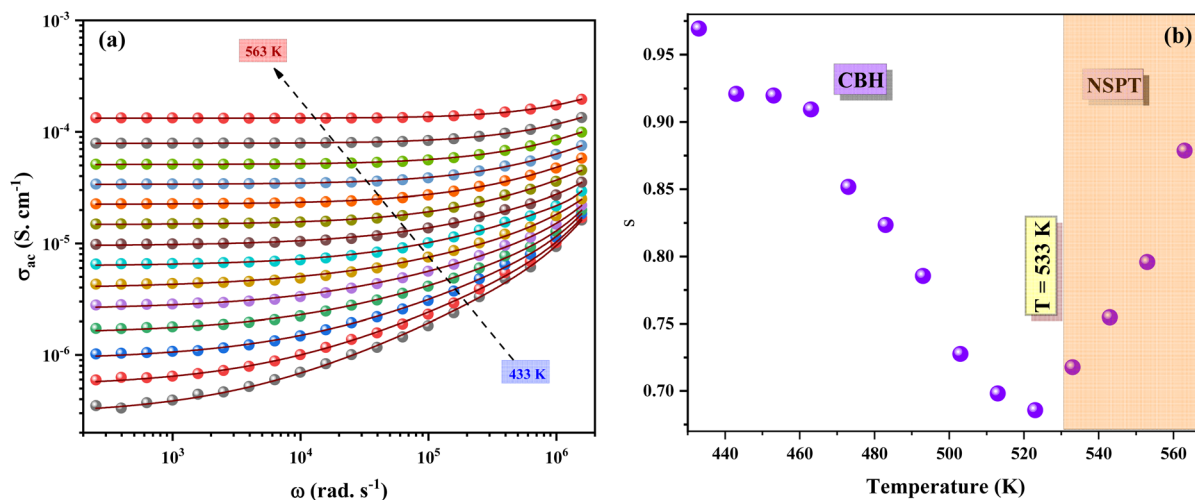 (a)
563 K
433 K
10⁻³
10⁻⁴
10⁻⁵
10⁻⁶
σac (S. cm⁻¹)
10³ 10⁴ 10⁵ 10⁶
ω (rad. s⁻¹)
(b)
CBH
NSPT
T = 533 K
0.95
0.90
0.85
0.80
0.75
0.70
s
440 460 480 500 520 540 560
Temperature (K)